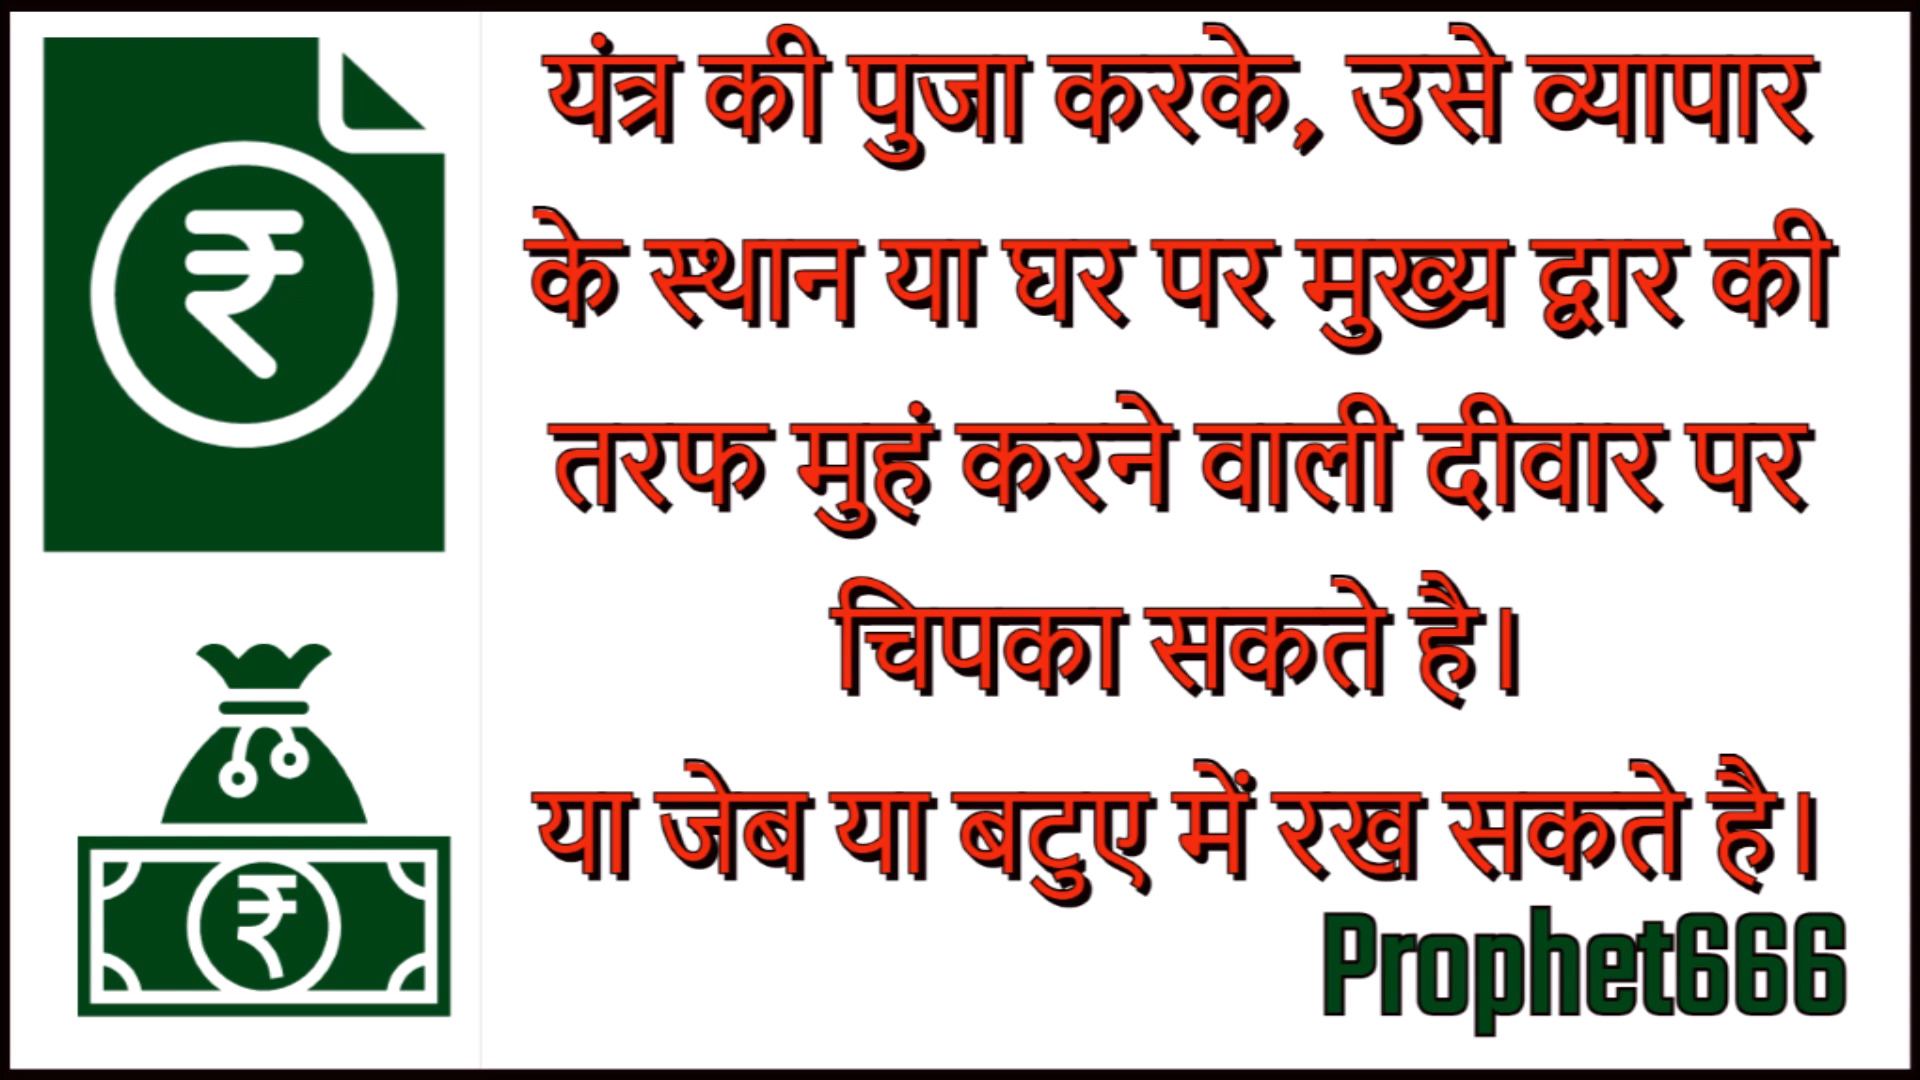 यंत्र की पुजा करके, उसे व्यापार
के स्थान या घर पर मुख्य द्वार की
तरफ मुहं करने वाली दीवार पर
चिपका सकते है।
या जेब या बटुए में रख सकते है।
Prophet666
₹
₹